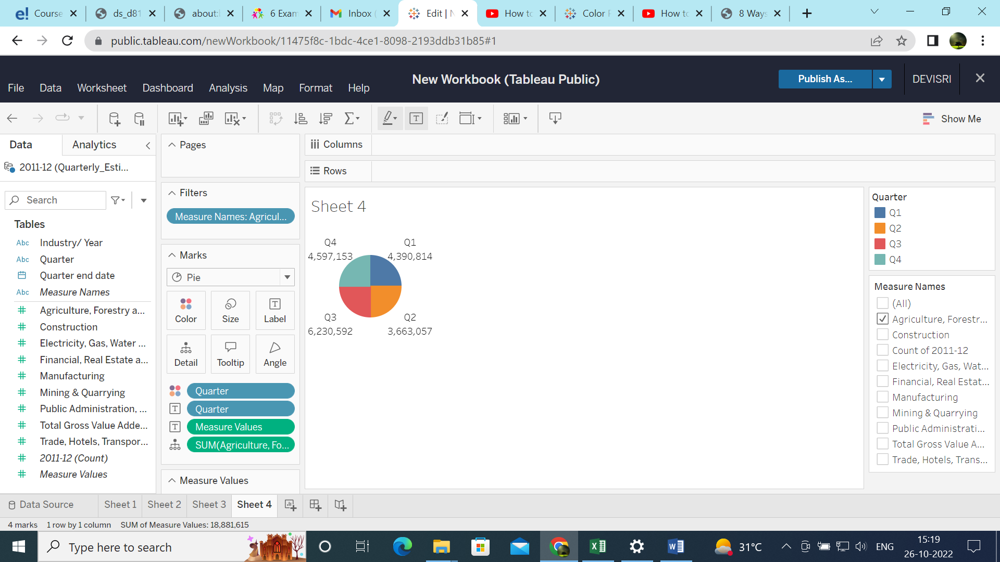 e! Course
ds_d81
about:
6 Exam
Inbox (
Edit | N
How to
Color P
How to
8 Ways
public.tableau.com/newWorkbook/11475f8c-1bdc-4ce1-8098-2193ddb31b85#1
New Workbook (Tableau Public)
Publish As...
DEVISRI
File Data Worksheet Dashboard Analysis Map Format Help
Show Me
Data Analytics
2011-12 (Quarterly_Esti...
Search
Tables
Abc Industry/ Year
Abc Quarter
Quarter end date
Abc Measure Names
# Agriculture, Forestry a...
# Construction
# Electricity, Gas, Water ...
# Financial, Real Estate a...
# Manufacturing
# Mining & Quarrying
# Public Administration, ...
# Total Gross Value Adde...
# Trade, Hotels, Transpor...
# 2011-12 (Count)
# Measure Values
Pages
Filters
Measure Names: Agricul...
Marks
Pie
Color Size Label
Detail Tooltip Angle
Quarter
Quarter
Measure Values
SUM(Agriculture, Fo...
Measure Values
Columns
Rows
Sheet 4
Q4
4,597,153
Q1
4,390,814
Q3
6,230,592
Q2
3,663,057
Quarter
Q1
Q2
Q3
Q4
Measure Names
(All)
Agriculture, Forestr...
Construction
Count of 2011-12
Electricity, Gas, Wat...
Financial, Real Estat...
Manufacturing
Mining & Quarrying
Public Administrati...
Total Gross Value A...
Trade, Hotels, Trans...
Data Source Sheet 1 Sheet 2 Sheet 3 Sheet 4
4 marks 1 row by 1 column SUM of Measure Values: 18,881,615
Type here to search
31°C
ENG
15:19
26-10-2022